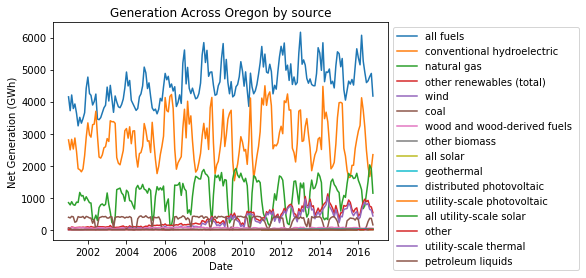 Generation Across Oregon by source
Net Generation (GWh)
6000
5000
4000
3000
2000
1000
0
2002
2004
2006
2008
2010
2012
2014
2016
Date
all fuels
conventional hydroelectric
natural gas
other renewables (total)
wind
coal
wood and wood-derived fuels
other biomass
all solar
geothermal
distributed photovoltaic
utility-scale photovoltaic
all utility-scale solar
other
utility-scale thermal
petroleum liquids